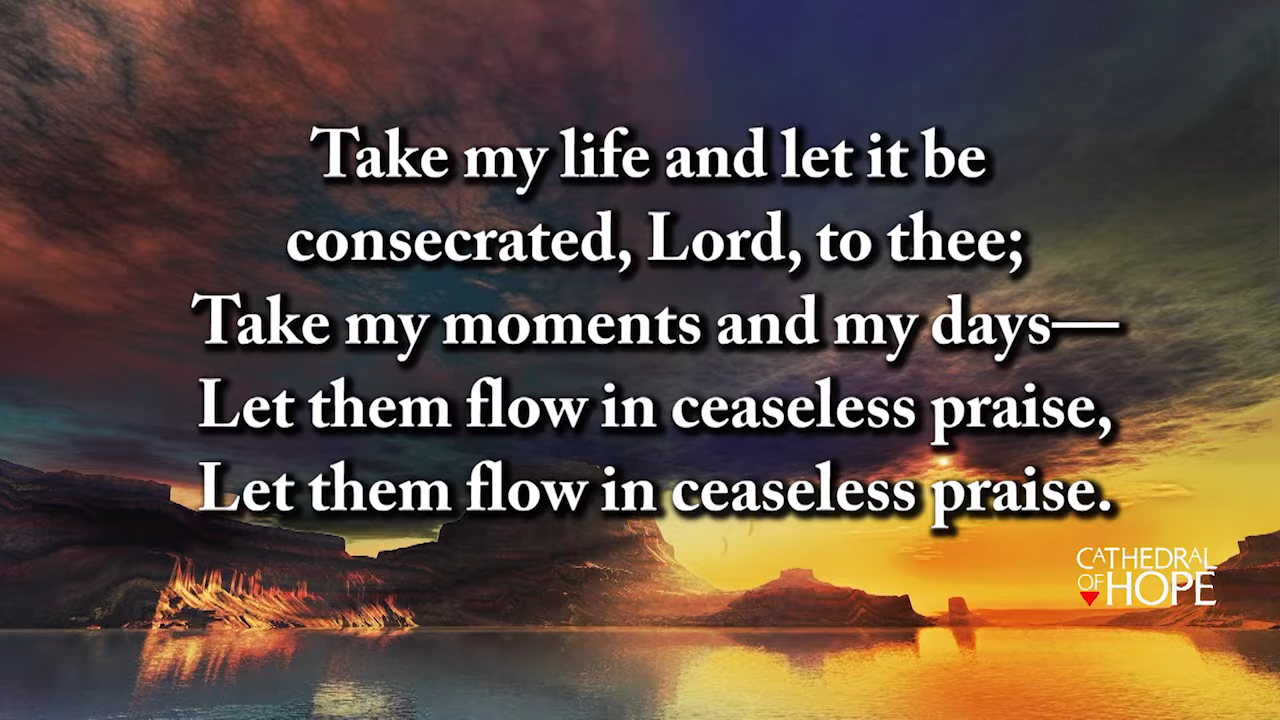 Take my life and let it be
consecrated, Lord, to thee;
Take my moments and my days—
Let them flow in ceaseless praise,
Let them flow in ceaseless praise.
CATHEDRAL
OF HOPE